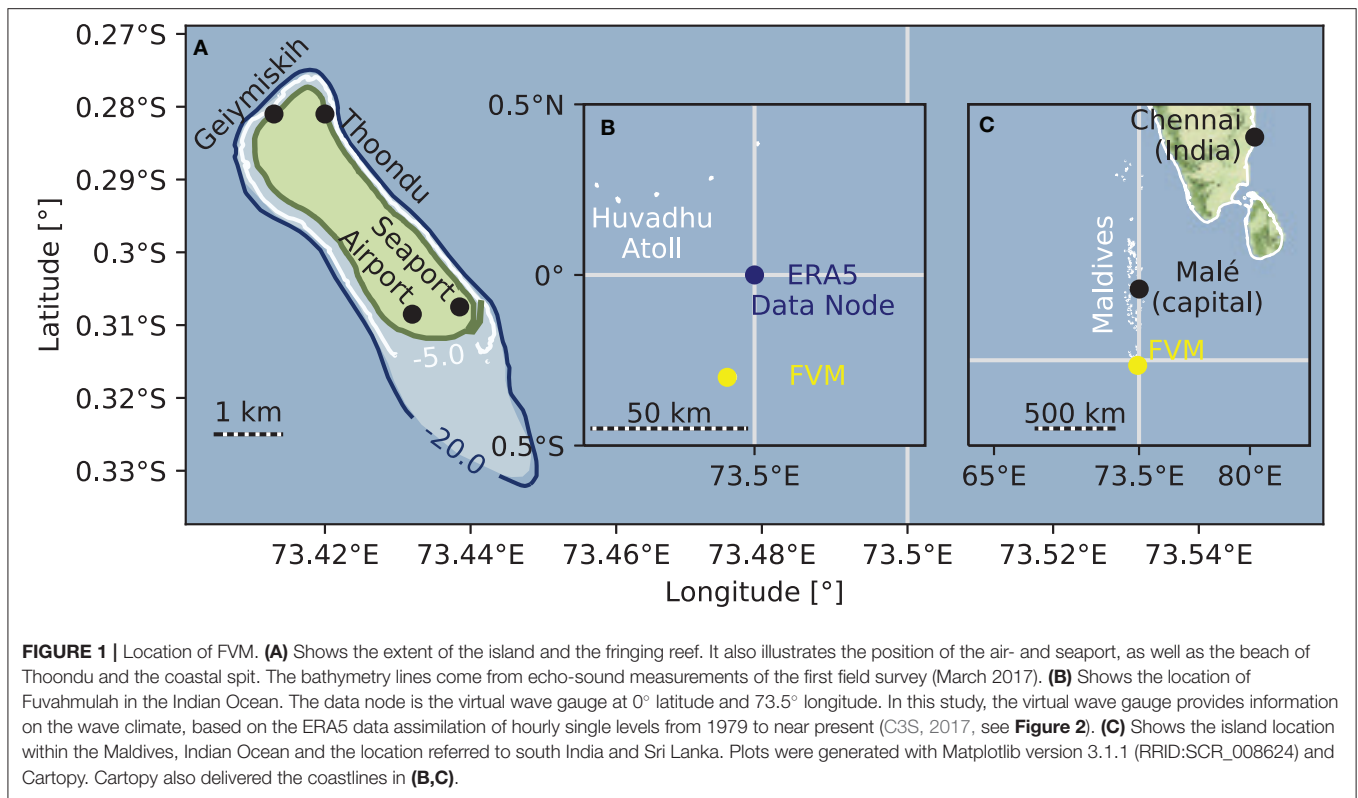 A
0.27°S
0.28°S
0.29°S
0.3°S
0.31°S
0.32°S
0.33°S
Latitude [°]
Geiymiskih
Thoondu
Seaport
Airport
-5.0
-20.0
1 km
73.42°E
73.44°E
73.46°E
73.48°E
73.5°E
73.52°E
73.54°E
Longitude [°]
B
0.5°N
0°
0.5°S
Huvadhu
Atoll
ERA5
Data Node
FVM
50 km
73.5°E
C
Chennai
(India)
Maldives
Malé
(capital)
FVM
500 km
65°E
73.5°E
80°E
FIGURE 1 | Location of FVM. (A) Shows the extent of the island and the fringing reef. It also illustrates the position of the air- and seaport, as well as the beach of
Thoondu and the coastal spit. The bathymetry lines come from echo-sound measurements of the first field survey (March 2017). (B) Shows the location of
Fuvahmulah in the Indian Ocean. The data node is the virtual wave gauge at 0° latitude and 73.5° longitude. In this study, the virtual wave gauge provides information
on the wave climate, based on the ERA5 data assimilation of hourly single levels from 1979 to near present (C3S, 2017, see Figure 2). (C) Shows the island location
within the Maldives, Indian Ocean and the location referred to south India and Sri Lanka. Plots were generated with Matplotlib version 3.1.1 (RRID:SCR_008624) and
Cartopy. Cartopy also delivered the coastlines in (B,C).